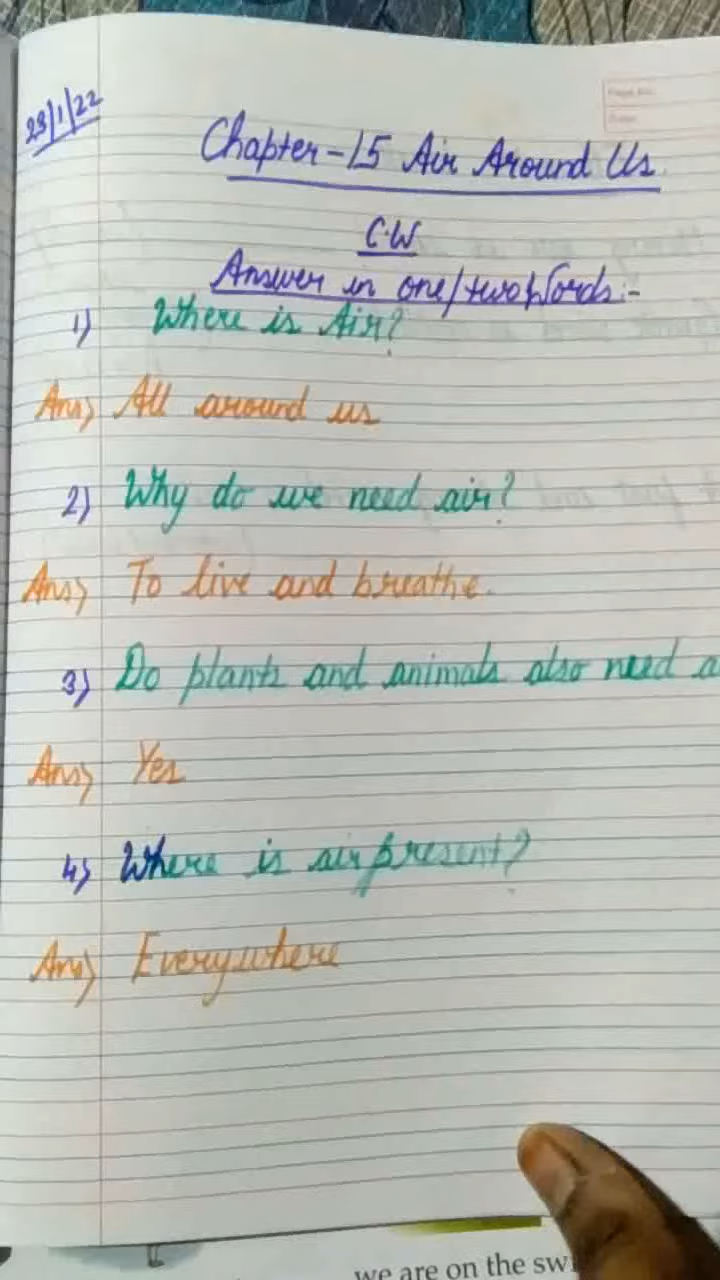 28/1/22
Chapter-15 Air Around Us
C.W
Answer in one/two Words:-
1) Where is Air?
Ans) All around us
2) Why do we need air?
Ans) To live and breathe.
3) Do plants and animals also need a
Ans) Yes
4) Where is air present?
Ans) Everywhere
we are on the sw